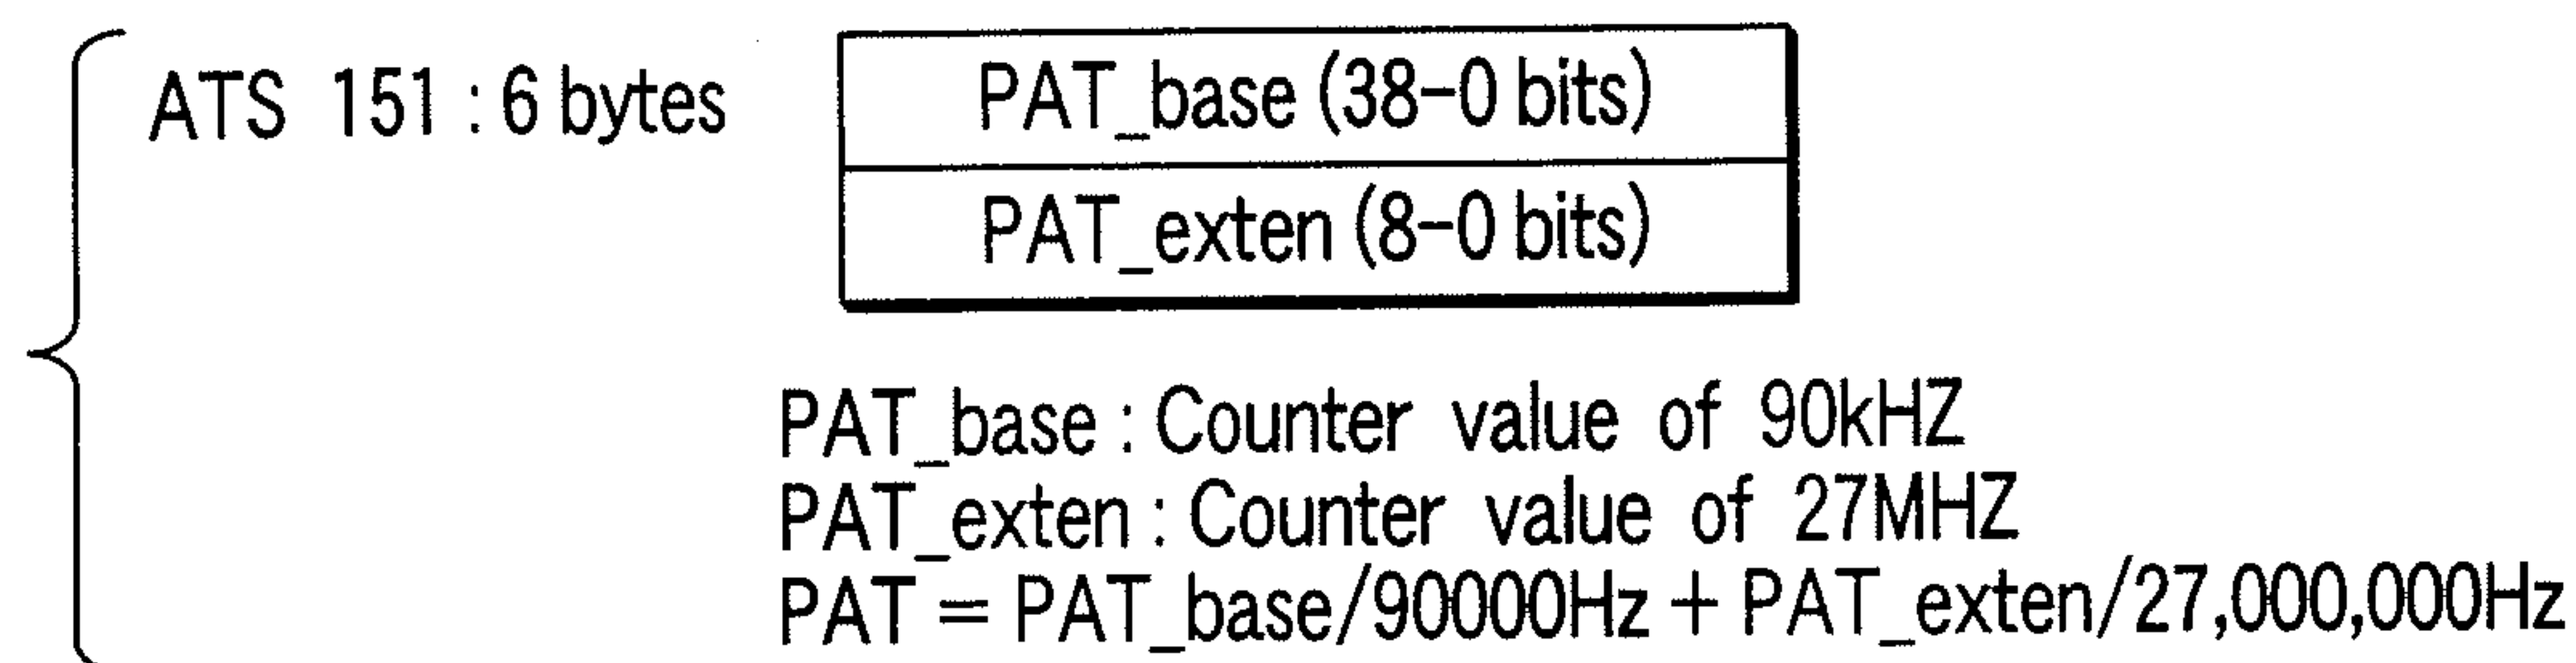 ATS 151 : 6 bytes
PAT_base (38-0 bits)
PAT_exten (8-0 bits)
PAT_base : Counter value of 90kHZ
PAT_exten : Counter value of 27MHZ
PAT = PAT_base/90000Hz + PAT_exten/27,000,000Hz